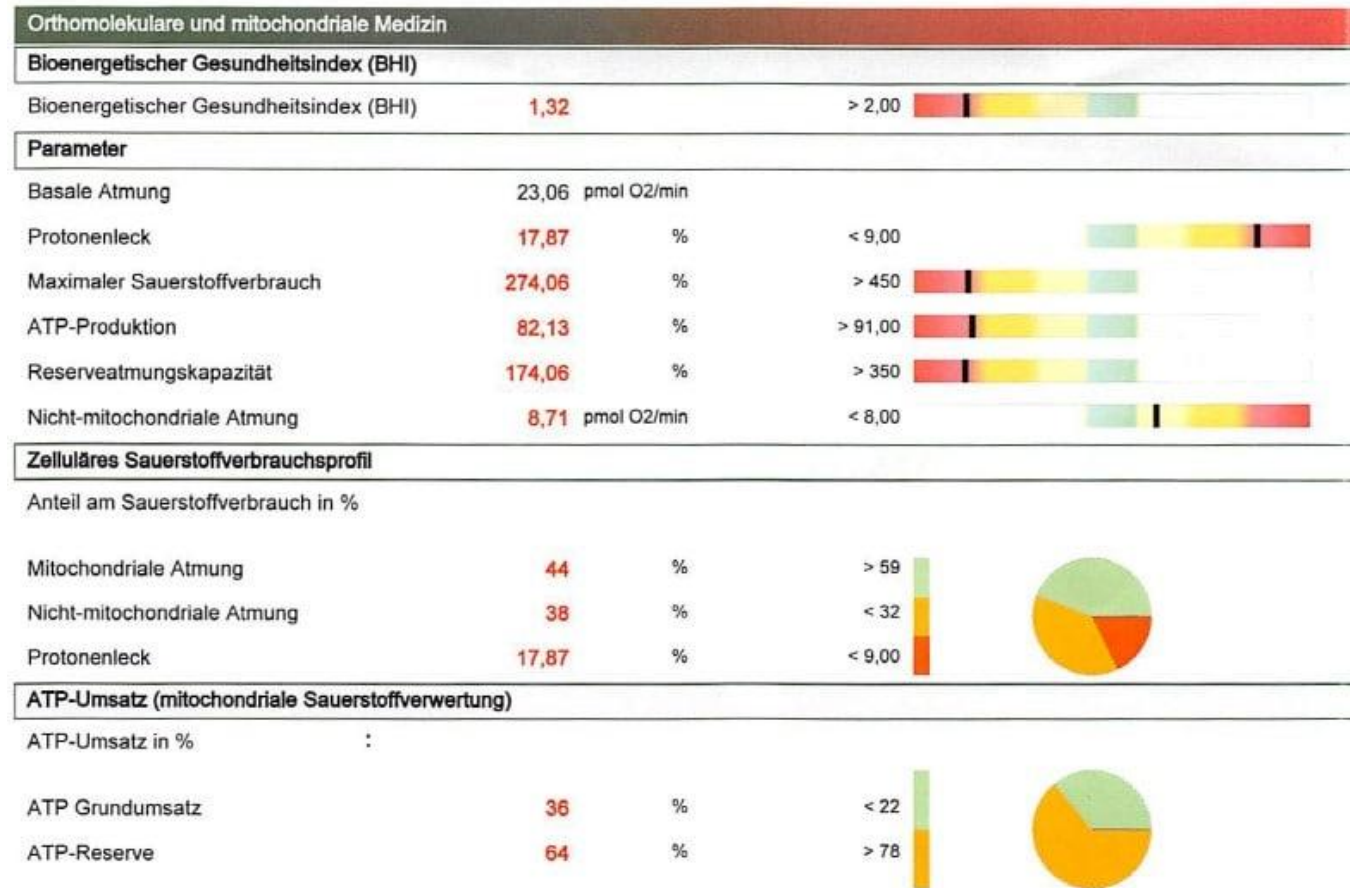 Orthomolekulare und mitochondriale Medizin
Bioenergetischer Gesundheitsindex (BHI)
Bioenergetischer Gesundheitsindex (BHI) 1,32 > 2,00
Parameter
Basale Atmung 23,06 pmol O2/min
Protonenleck 17,87 % < 9,00
Maximaler Sauerstoffverbrauch 274,06 % > 450
ATP-Produktion 82,13 % > 91,00
Reserveatmungskapazität 174,06 % > 350
Nicht-mitochondriale Atmung 8,71 pmol O2/min < 8,00
Zelluläres Sauerstoffverbrauchsprofil
Anteil am Sauerstoffverbrauch in %
Mitochondriale Atmung 44 % > 59
Nicht-mitochondriale Atmung 38 % < 32
Protonenleck 17,87 % < 9,00
ATP-Umsatz (mitochondriale Sauerstoffverwertung)
ATP-Umsatz in % :
ATP Grundumsatz 36 % < 22
ATP-Reserve 64 % > 78